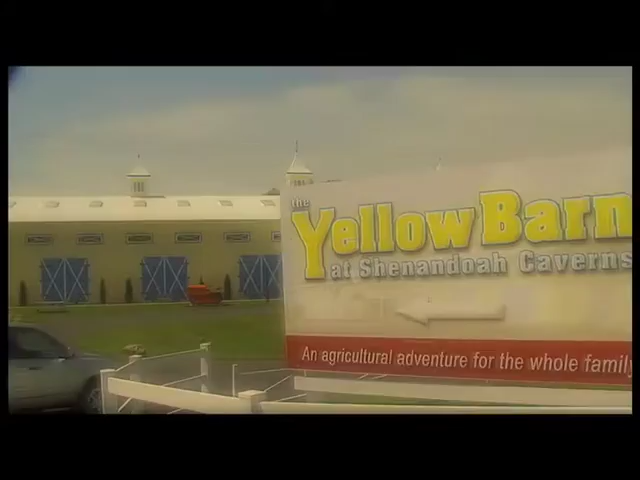 the
Yellow Barn
at Shenandoah Caverns
An agricultural adventure for the whole family